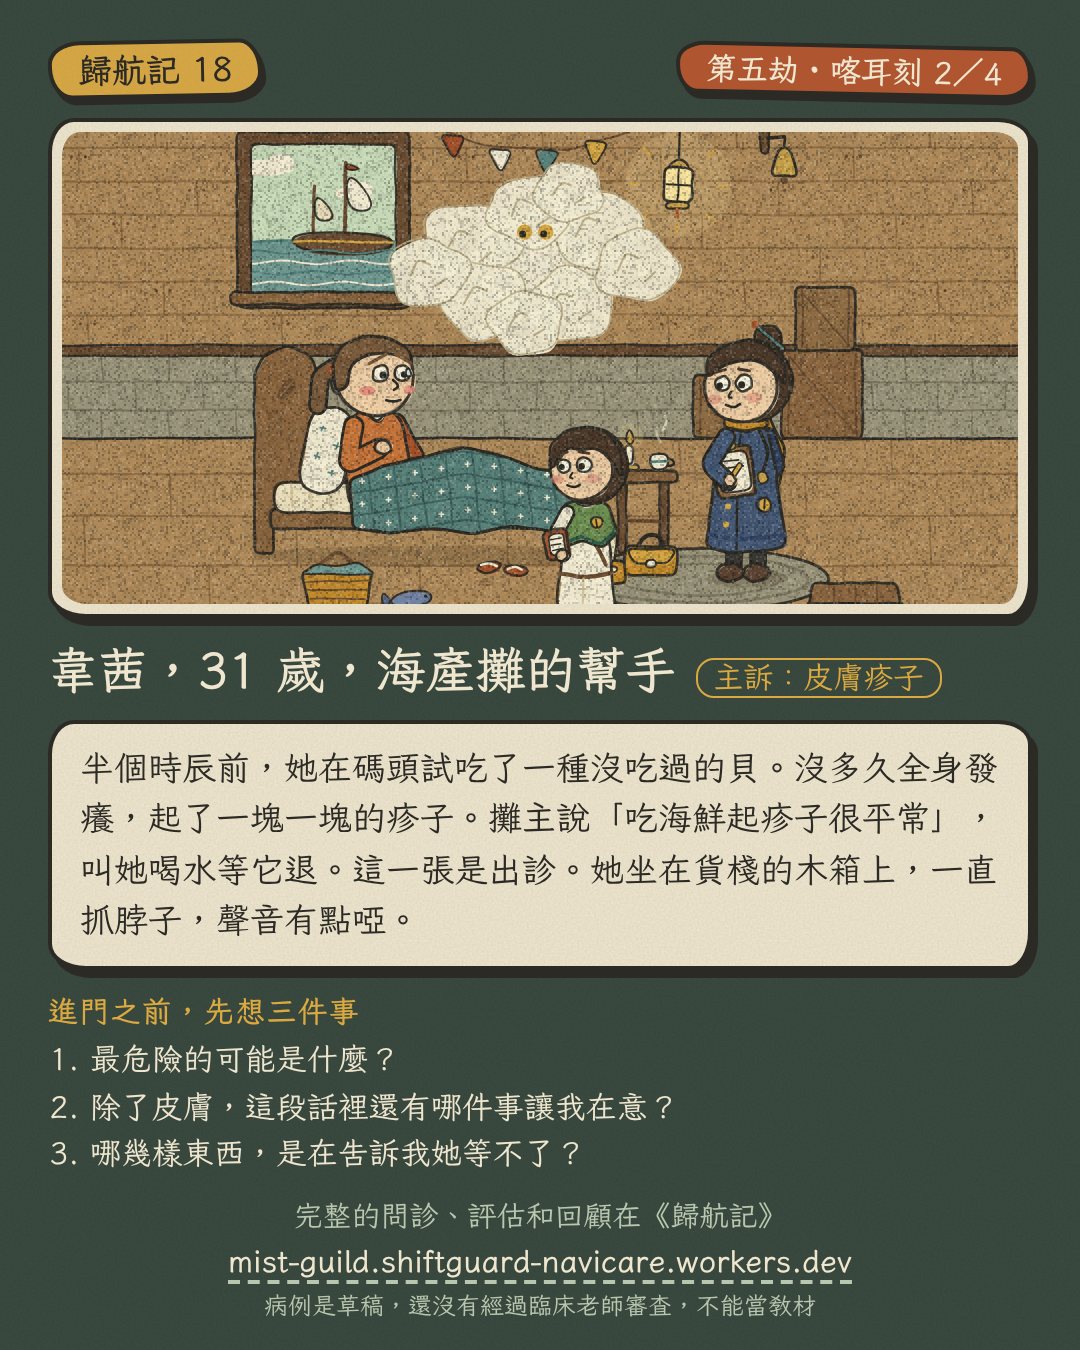 歸航記 18
第五劫・喀耳刻 2／4
韋茜，31 歲，海產攤的幫手
主訴：皮膚疹子
半個時辰前，她在碼頭試吃了一種沒吃過的貝。沒多久全身發
癢，起了一塊一塊的疹子。攤主說「吃海鮮起疹子很平常」，
叫她喝水等它退。這一張是出診。她坐在貨棧的木箱上，一直
抓脖子，聲音有點啞。
進門之前，先想三件事
1. 最危險的可能是什麼？
2. 除了皮膚，這段話裡還有哪件事讓我在意？
3. 哪幾樣東西，是在告訴我她等不了？
完整的問診、評估和回顧在《歸航記》
mist-guild.shiftguard-navicare.workers.dev
病例是草稿，還沒有經過臨床老師審查，不能當教材